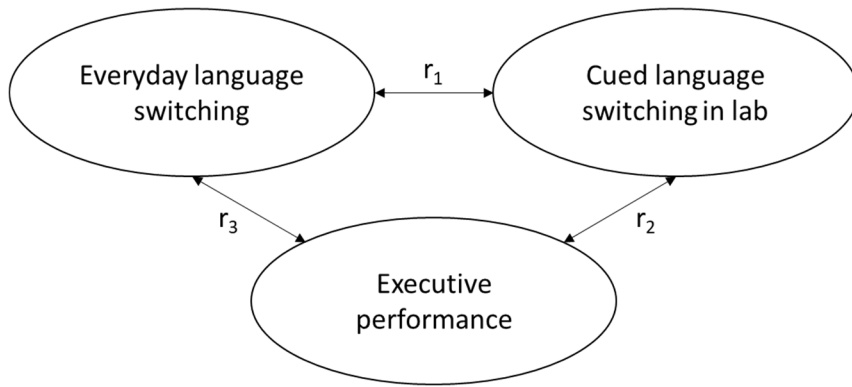 Everyday language
switching
r₁
Cued language
switching in lab
r₃
r₂
Executive
performance